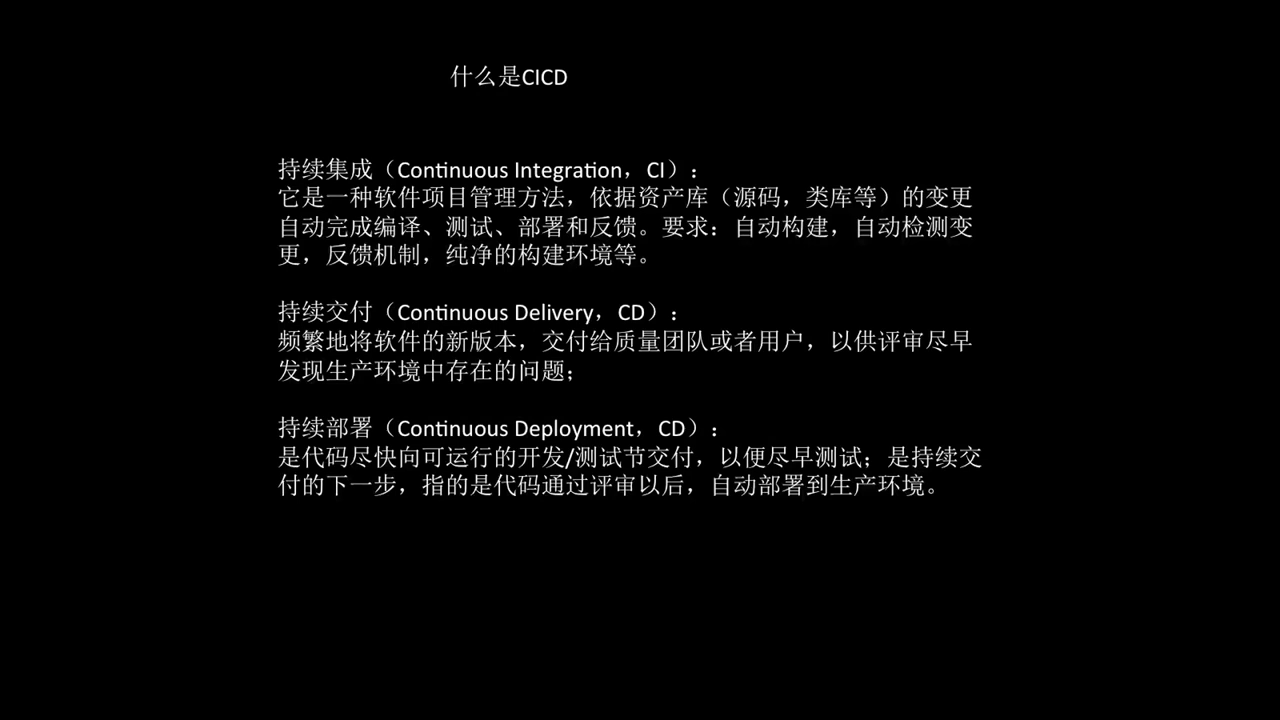 什么是CICD
持续集成（Continuous Integration，CI）：
它是一种软件项目管理方法，依据资产库（源码，类库等）的变更
自动完成编译、测试、部署和反馈。要求：自动构建，自动检测变
更，反馈机制，纯净的构建环境等。
持续交付（Continuous Delivery，CD）：
频繁地将软件的新版本，交付给质量团队或者用户，以供评审尽早
发现生产环境中存在的问题；
持续部署（Continuous Deployment，CD）：
是代码尽快向可运行的开发/测试节交付，以便尽早测试；是持续交
付的下一步，指的是代码通过评审以后，自动部署到生产环境。